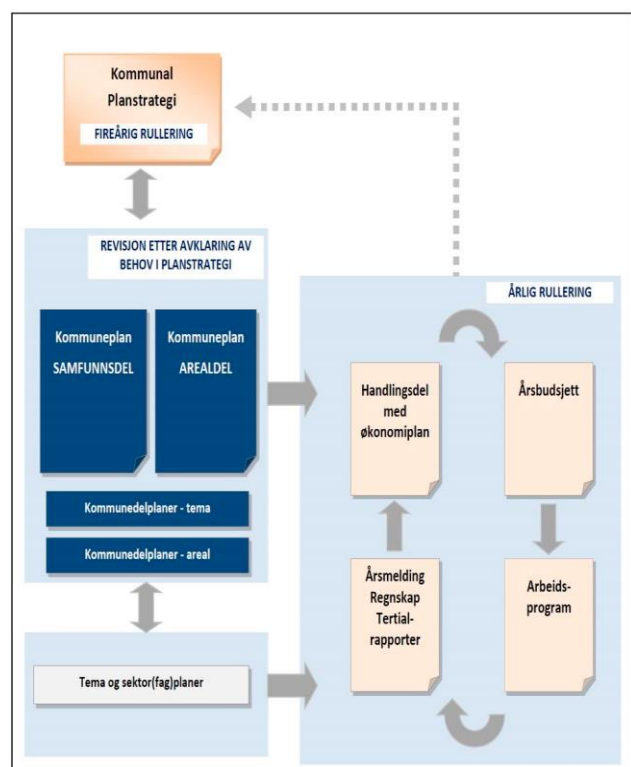 Kommunal
Planstrategi
FIREÅRIG RULLERING
REVISJON ETTER AVKLARING AV
BEHOV I PLANSTRATEGI
Kommuneplan
SAMFUNNSDEL
Kommuneplan
AREALDEL
Kommunedelplaner - tema
Kommunedelplaner - areal
Tema og sektor(fag)planer
ÅRLIG RULLERING
Handlingsdel
med
økonomiplan
Årsbudsjett
Årsmelding
Regnskap
Tertial-
rapporter
Arbeids-
program